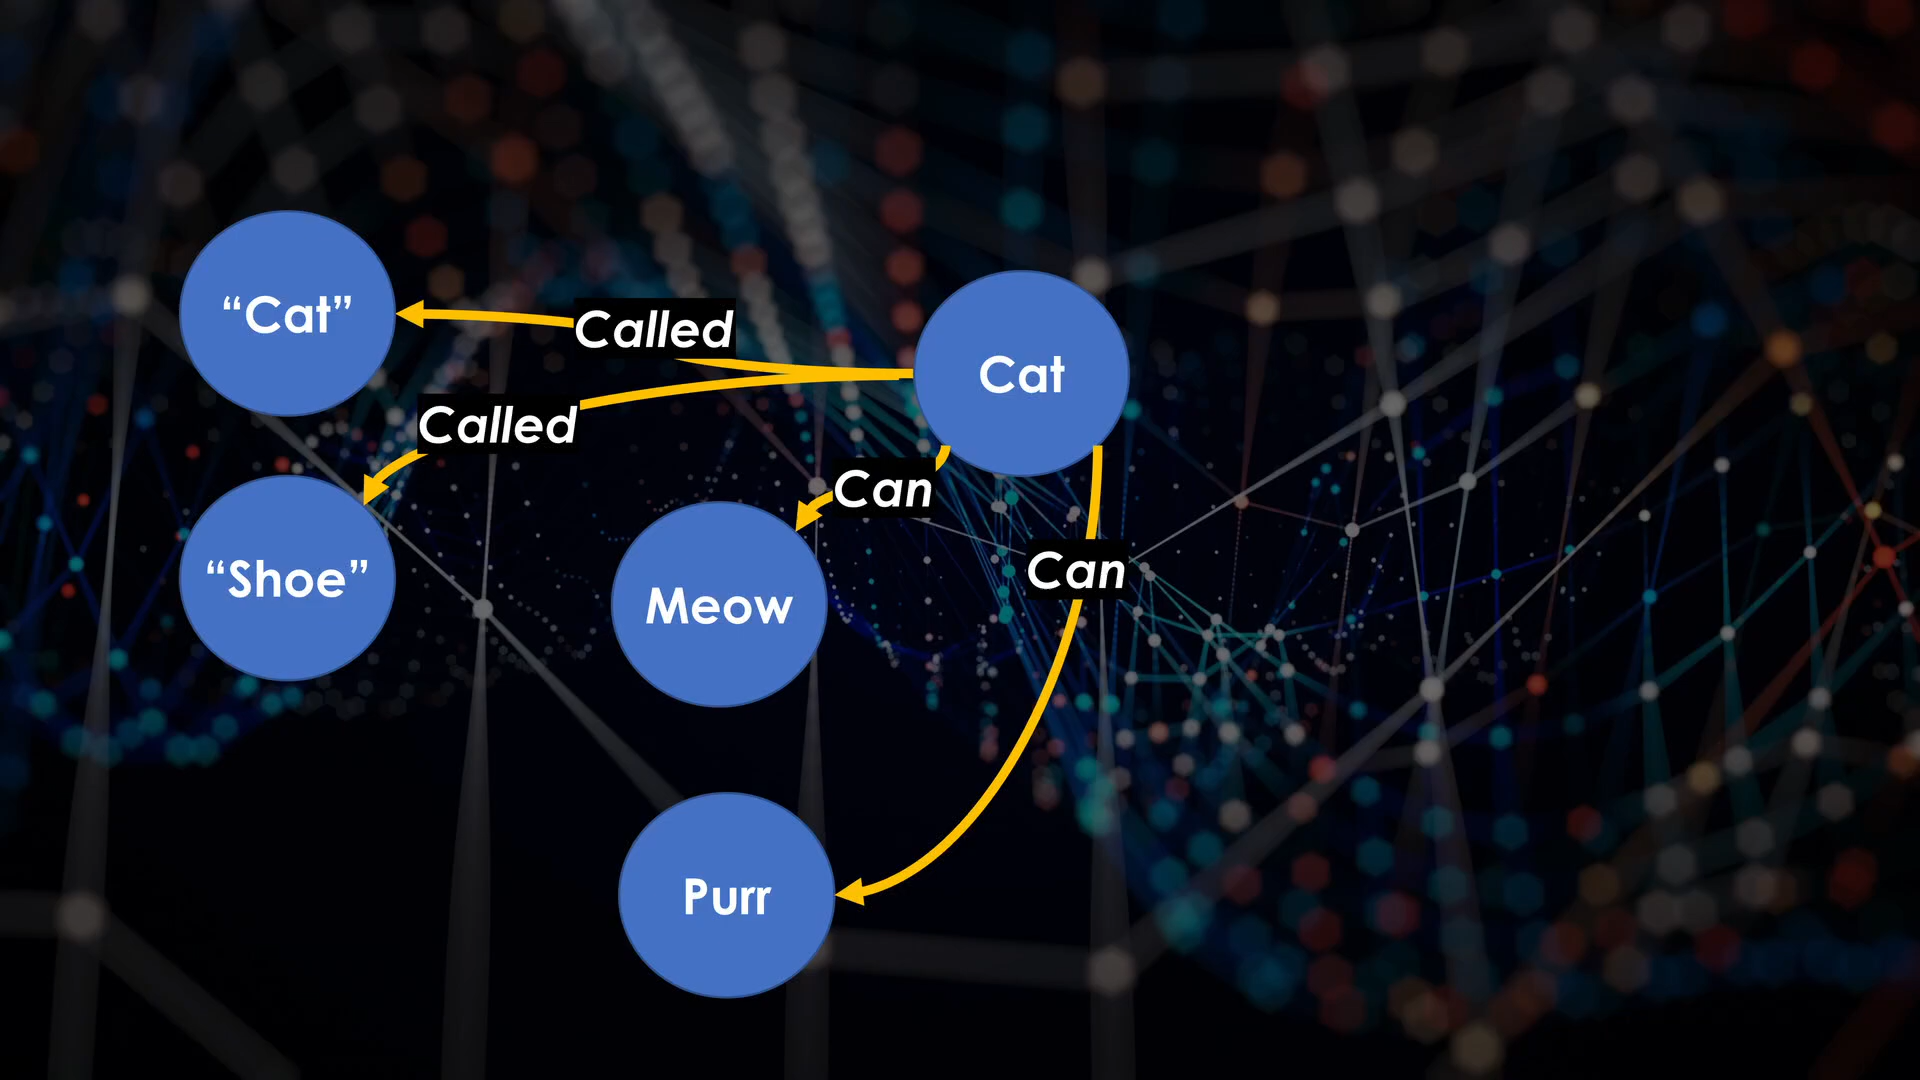 “Cat”
Called
Cat
Called
Can
Can
“Shoe”
Meow
Purr